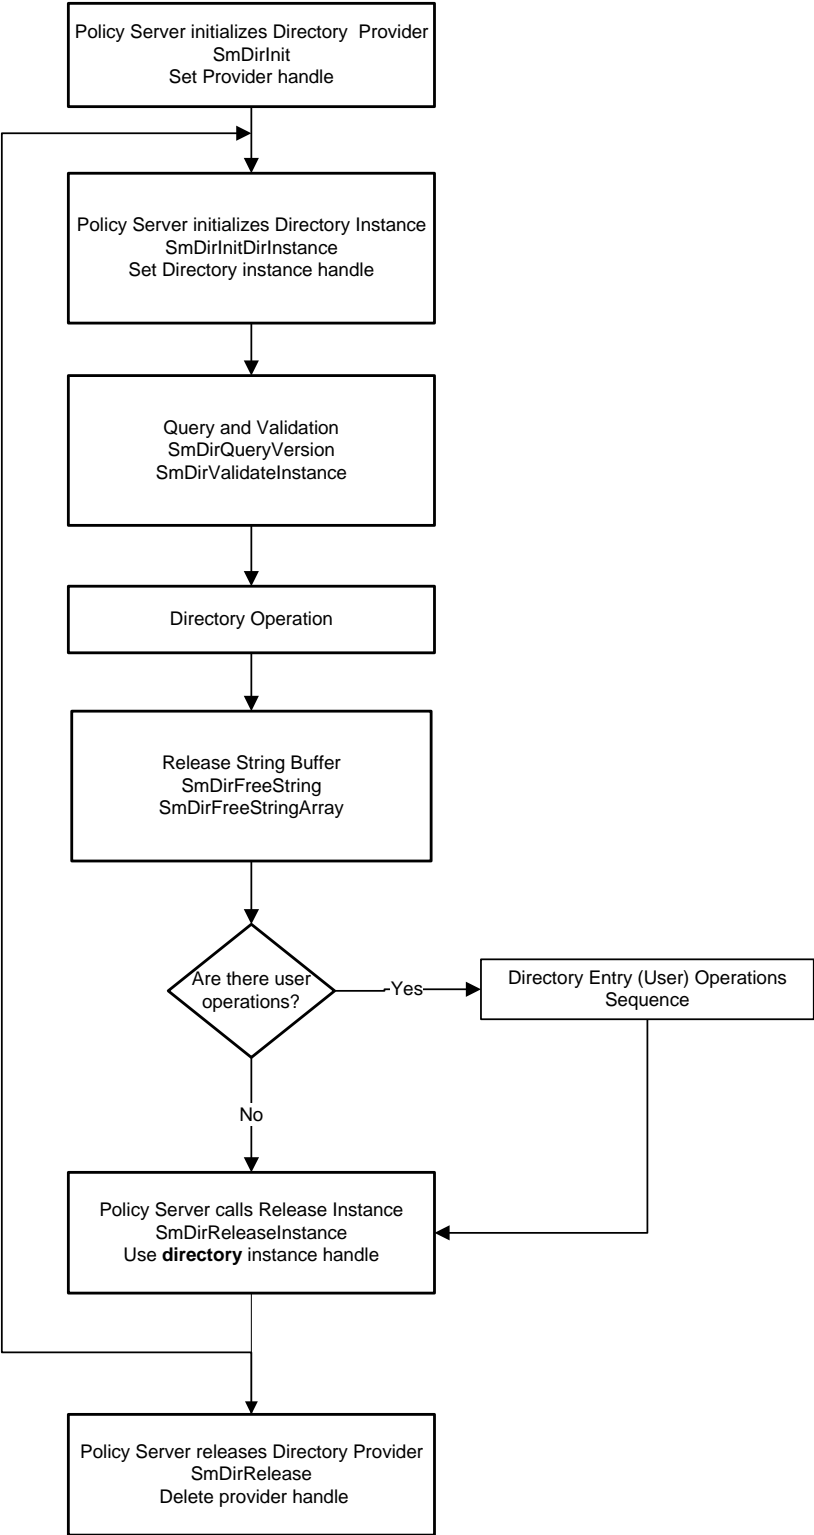 Policy Server initializes Directory  Provider
SmDirInit
Set Provider handle
Policy Server initializes Directory Instance
SmDirInitDirInstance
Set Directory instance handle
Query and Validation
SmDirQueryVersion
SmDirValidateInstance
Directory Operation
Release String Buffer
SmDirFreeString
SmDirFreeStringArray
Are there user
operations?
Yes
Directory Entry (User) Operations
Sequence
No
Policy Server calls Release Instance
SmDirReleaseInstance
Use directory instance handle
Policy Server releases Directory Provider
SmDirRelease
Delete provider handle